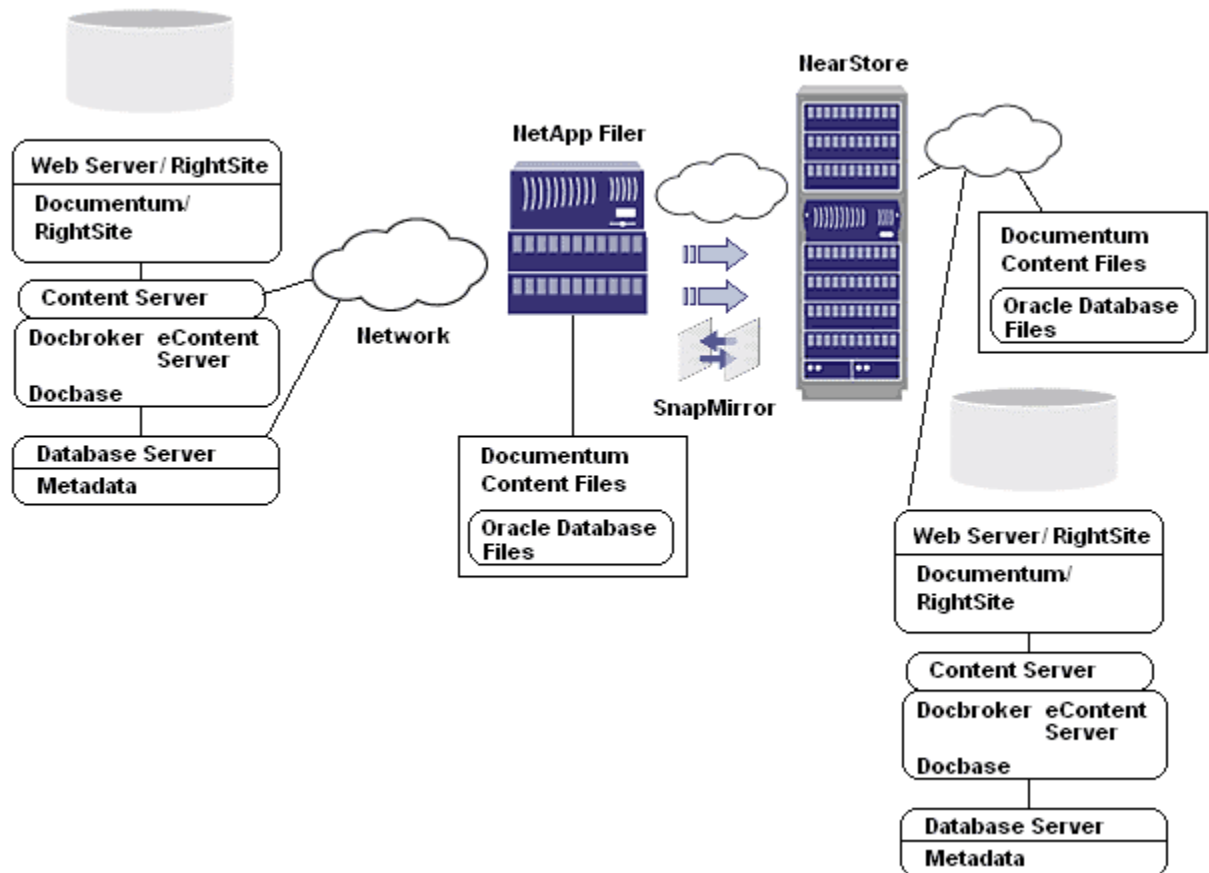 NearStore
NetApp Filer
Web Server/ RightSite
Documentum/
RightSite
Content Server
Docbroker eContent
Server
Docbase
Database Server
Metadata
Network
SnapMirror
Documentum
Content Files
Oracle Database
Files
Documentum
Content Files
Oracle Database
Files
Web Server/ RightSite
Documentum/
RightSite
Content Server
Docbroker eContent
Server
Docbase
Database Server
Metadata